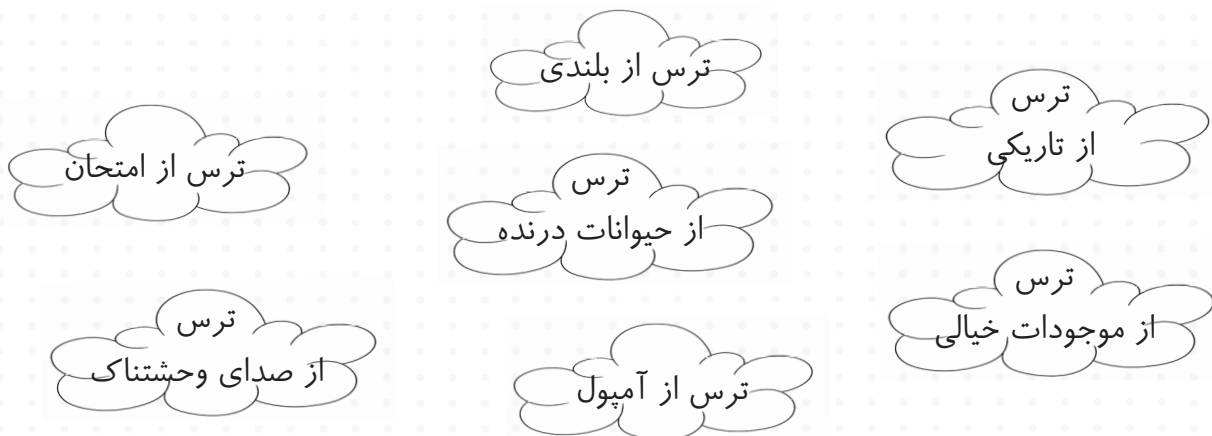 ترس از بلندی
ترس
از تاریکی
ترس از امتحان
ترس
از حیوانات درنده
ترس
از موجودات خیالی
ترس
از صدای وحشتناک
ترس از آمپول